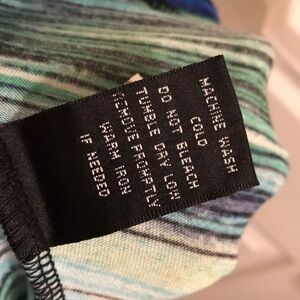 MACHINE WASH
COLD
DO NOT BLEACH
TUMBLE DRY LOW
REMOVE PROMPTLY
WARM IRON
IF NEEDED